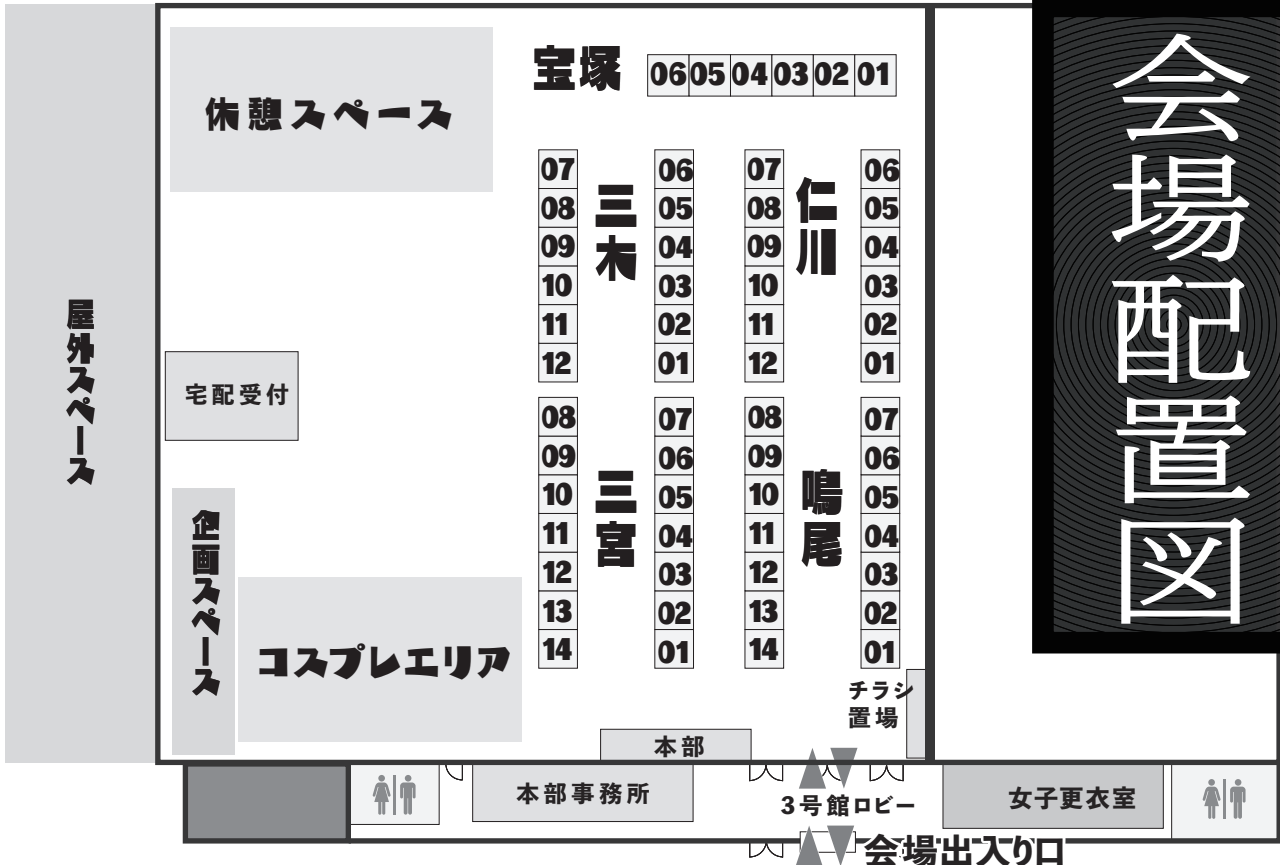 会場配置図
宝塚
06 05 04 03 02 01
休憩スペース
三木
07 08 09 10 11 12
06 05 04 03 02 01
仁川
07 08 09 10 11 12
06 05 04 03 02 01
屋外スペース
宅配受付
三宮
08 09 10 11 12 13 14
07 06 05 04 03 02 01
鳴尾
08 09 10 11 12 13 14
07 06 05 04 03 02 01
企画スペース
コスプレエリア
チラシ
置場
本部
本部事務所
3号館ロビー
女子更衣室
会場出入り口